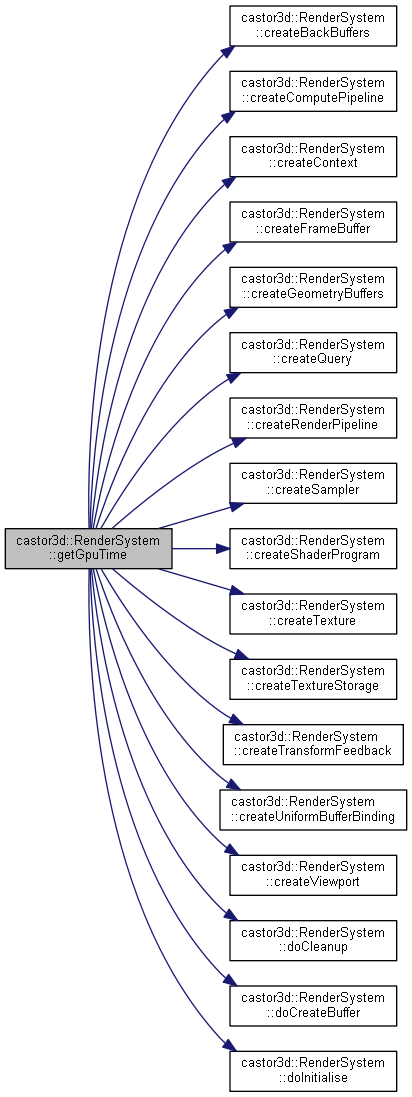 castor3d::RenderSystem
::createBackBuffers
castor3d::RenderSystem
::createComputePipeline
castor3d::RenderSystem
::createContext
castor3d::RenderSystem
::createFrameBuffer
castor3d::RenderSystem
::createGeometryBuffers
castor3d::RenderSystem
::createQuery
castor3d::RenderSystem
::createRenderPipeline
castor3d::RenderSystem
::createSampler
castor3d::RenderSystem
::getGpuTime
castor3d::RenderSystem
::createShaderProgram
castor3d::RenderSystem
::createTexture
castor3d::RenderSystem
::createTextureStorage
castor3d::RenderSystem
::createTransformFeedback
castor3d::RenderSystem
::createUniformBufferBinding
castor3d::RenderSystem
::createViewport
castor3d::RenderSystem
::doCleanup
castor3d::RenderSystem
::doCreateBuffer
castor3d::RenderSystem
::doInitialise